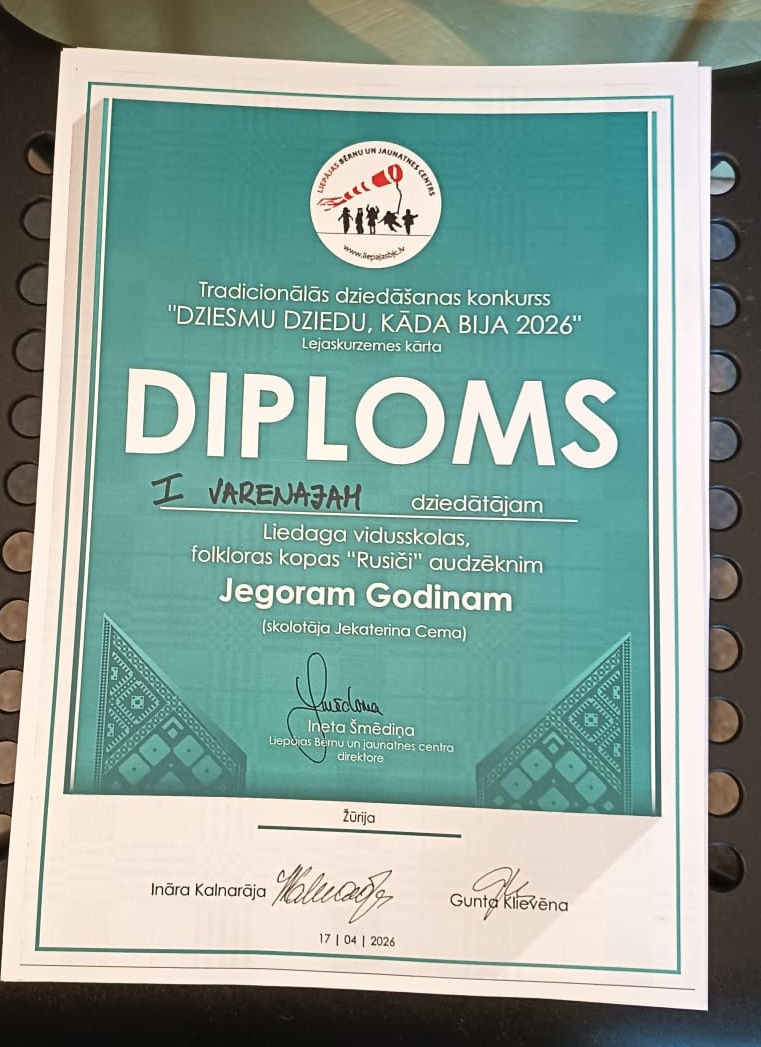 LIEPĀJAS BĒRNU UN JAUNATNES CENTRS
www.liepajasbjc.lv
Tradicionālās dziedāšanas konkurss
"DZIESMU DZIEDU, KĀDA BIJA 2026"
Lejaskurzemes kārta
DIPLOMS
I VARENAJAM dziedātājam
Liedaga vidusskolas,
folkloras kopas “Rusiči” audzēknim
Jegoram Godinam
(skolotāja Jekaterina Cema)
Ineta Šmēdiņa
Liepājas Bērnu un jaunatnes centra
direktore
Žūrija
Ināra Kalnarāja
Gunta Klievēna
17 | 04 | 2026